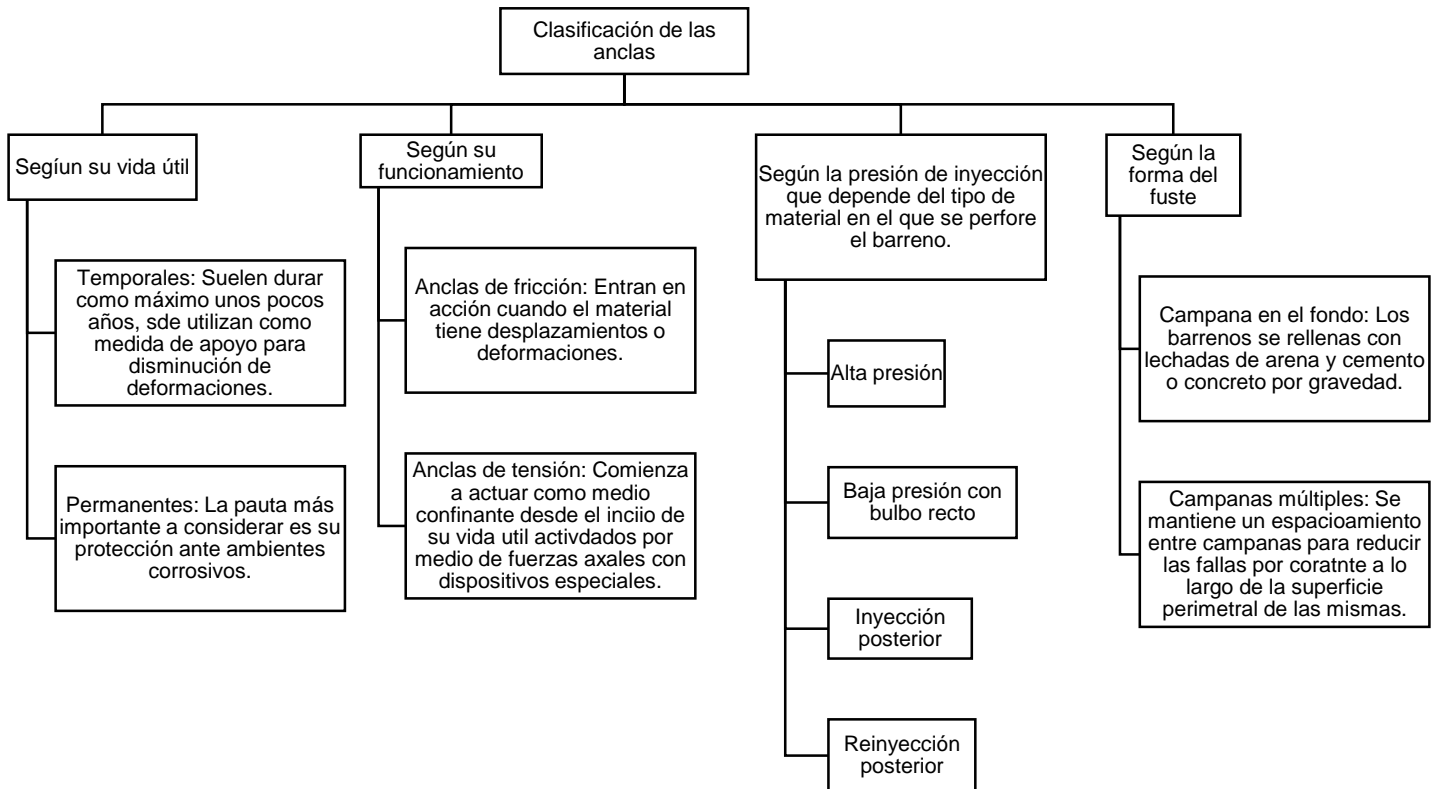 Clasificación de las
anclas
Segíun su vida útil
Temporales: Suelen durar
como máximo unos pocos
años, sde utilizan como
medida de apoyo para
disminución de
deformaciones.
Permanentes: La pauta más
importante a considerar es su
protección ante ambientes
corrosivos.
Según su
funcionamiento
Anclas de fricción: Entran en
acción cuando el material
tiene desplazamientos o
deformaciones.
Anclas de tensión: Comienza
a actuar como medio
confinante desde el inciio de
su vida util activdados por
medio de fuerzas axales con
dispositivos especiales.
Según la presión de inyección
que depende del tipo de
material en el que se perfore
el barreno.
Alta presión
Baja presión con
bulbo recto
Inyección
posterior
Reinyección
posterior
Según la
forma del
fuste
Campana en el fondo: Los
barrenos se rellenas con
lechadas de arena y cemento
o concreto por gravedad.
Campanas múltiples: Se
mantiene un espacioamiento
entre campanas para reducir
las fallas por coratnte a lo
largo de la superficie
perimetral de las mismas.